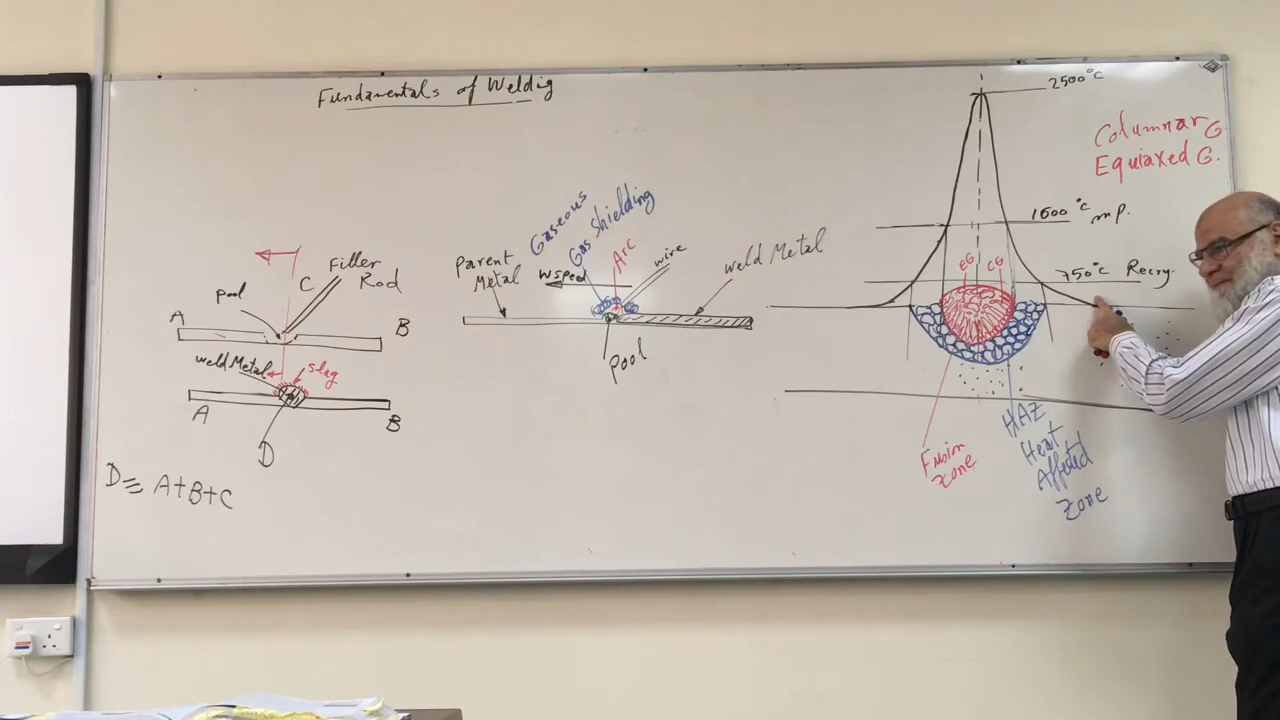 Fundamentals of Weldig
A
pool
C
Filler
Rod
B
weld Metal
slag
A
B
D
D = A+B+C
Parent
Metal
Gaseous
Gas Shielding
Arc
wire
W speed
weld Metal
pool
2500°C
Columnar G.
Equiaxed G.
1600°C m.p.
750°C Recry.
EG
CG
Fusion
Zone
HAZ
Heat
Affected
Zone